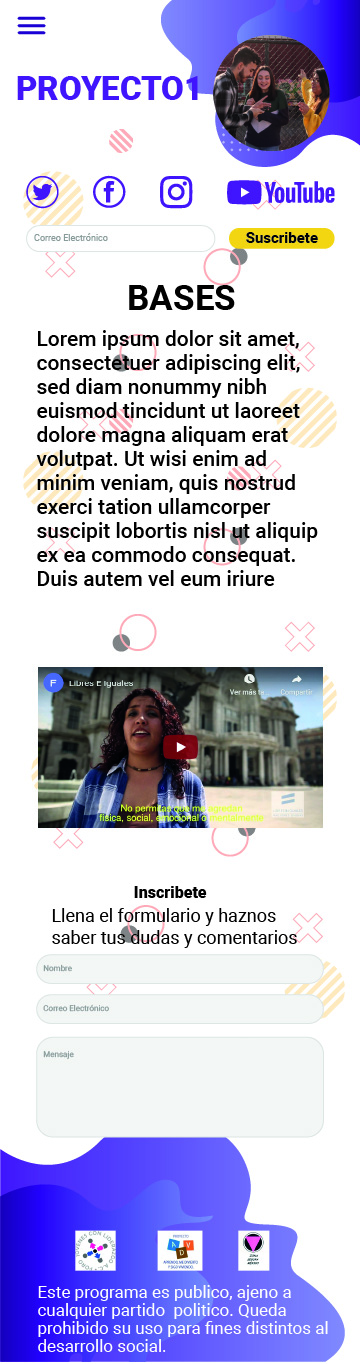 PROYECTO1
YouTube
Correo Electrónico
Suscribete
BASES
Lorem ipsum dolor sit amet,
consectetuer adipiscing elit,
sed diam nonummy nibh
euismod tincidunt ut laoreet
dolore magna aliquam erat
volutpat. Ut wisi enim ad
minim veniam, quis nostrud
exerci tation ullamcorper
suscipit lobortis nisl ut aliquip
ex ea commodo consequat.
Duis autem vel eum iriure
F
Libres E Iguales
Ver más ta
Compartir
No permitas que me agredan
física, social, emocional o mentalmente
Inscribete
Llena el formulario y haznos
saber tus dudas y comentarios
Nombre
Correo Electrónico
Mensaje
Este programa es publico, ajeno a
cualquier partido politico. Queda
prohibido su uso para fines distintos al
desarrollo social.